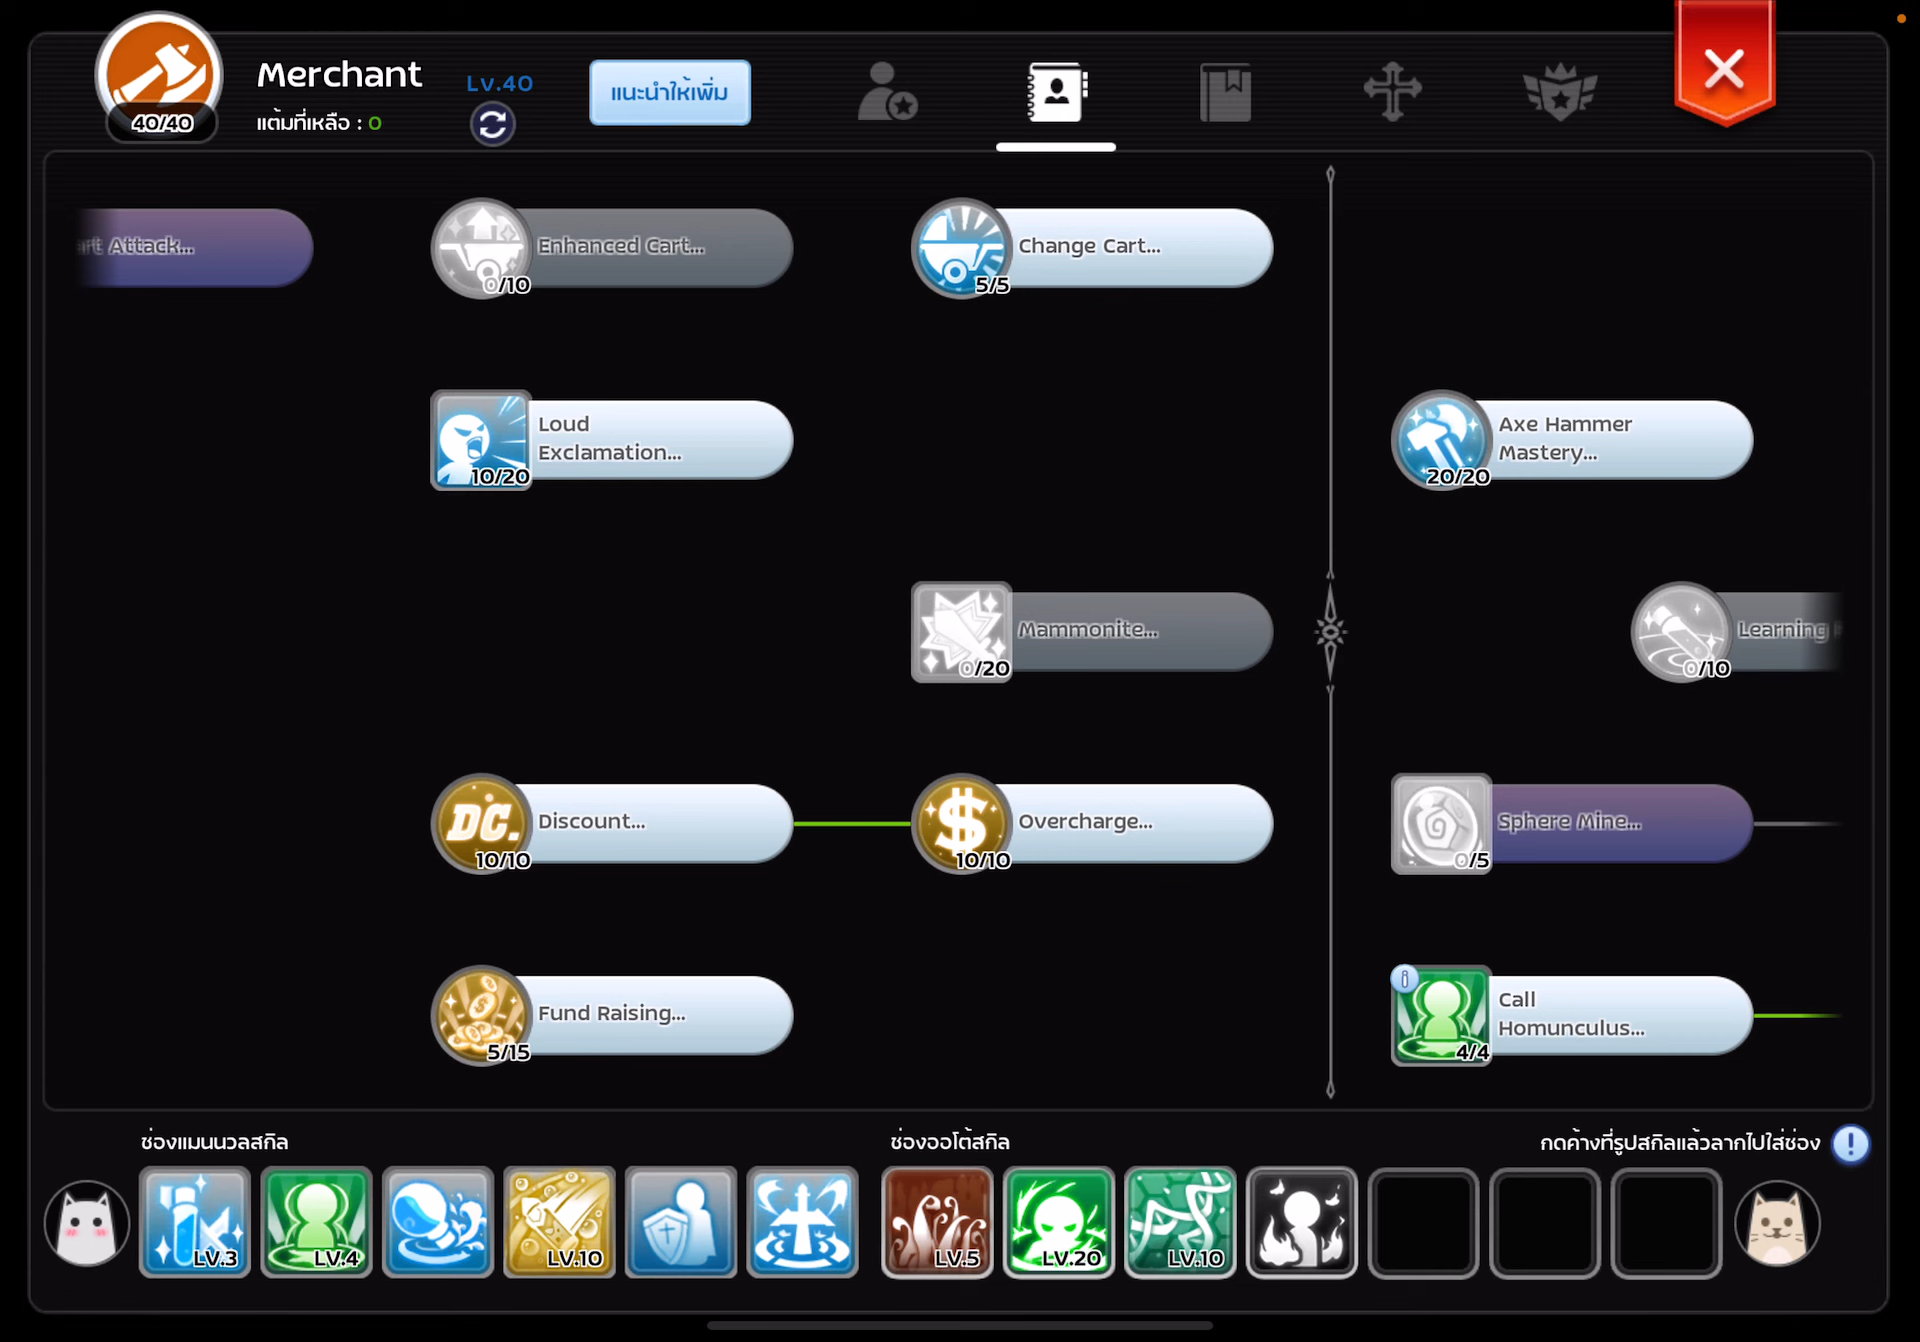 Merchant
Lv.40
แนะนำให้เพิ่ม
40/40
แต้มที่เหลือ : 0
Attack...
Enhanced Cart...
0/10
Change Cart...
5/5
Loud
Exclamation...
10/20
Axe Hammer
Mastery...
20/20
Mammonite...
0/20
Learning
0/10
DC.
Discount...
10/10
$
Overcharge...
10/10
Sphere Mine...
0/5
Fund Raising...
5/15
Call
Homunculus...
4/4
ช่องแมนนวลสกิล
ช่องออโต้สกิล
กดค้างที่รูปสกิลแล้วลากไปใส่ช่อง
LV.3
LV.4
LV.10
LV.5
LV.20
LV.10